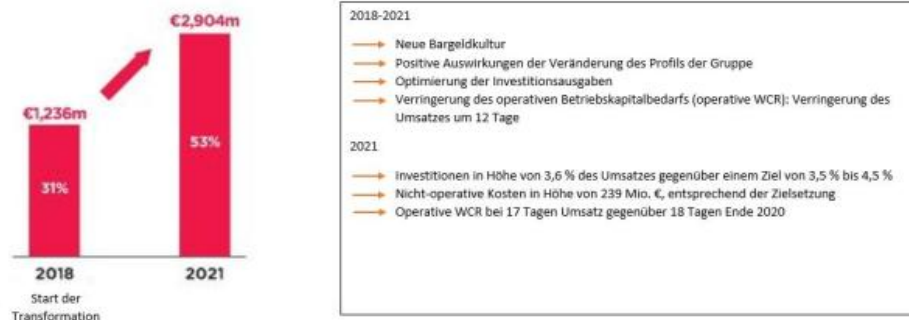 €2,904m
€1,236m
53%
31%
2018
2021
Start der
Transformation
2018-2021
Neue Bargeldkultur
Positive Auswirkungen der Veränderung des Profils der Gruppe
Optimierung der Investitionsausgaben
Verringerung des operativen Betriebskapitalbedarfs (operative WCR): Verringerung des
Umsatzes um 12 Tage
2021
Investitionen in Höhe von 3,6 % des Umsatzes gegenüber einem Ziel von 3,5 % bis 4,5 %
Nicht-operative Kosten in Höhe von 239 Mio. €, entsprechend der Zielsetzung
Operative WCR bei 17 Tagen Umsatz gegenüber 18 Tagen Ende 2020